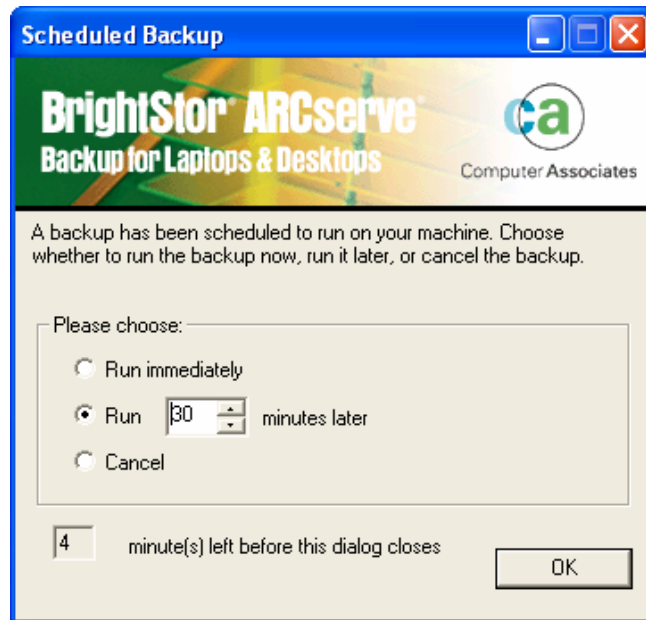 Scheduled Backup
BrightStor® ARCserve®
Backup for Laptops & Desktops
ca
Computer Associates
A backup has been scheduled to run on your machine. Choose
whether to run the backup now, run it later, or cancel the backup.
Please choose:
Run immediately
Run 30 minutes later
Cancel
4 minute(s) left before this dialog closes
OK